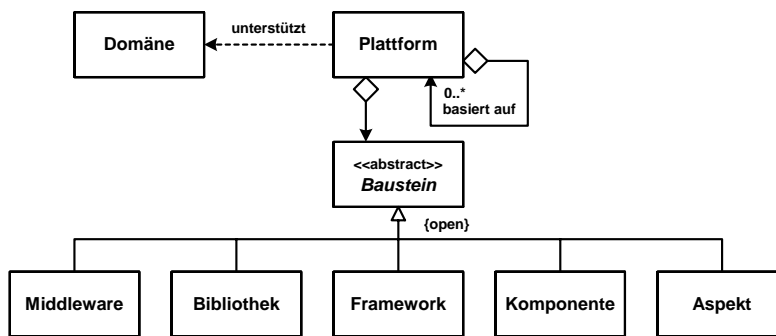 Domäne
unterstützt
Plattform
0..*
basiert auf
<<abstract>>
Baustein
{open}
Middleware
Bibliothek
Framework
Komponente
Aspekt